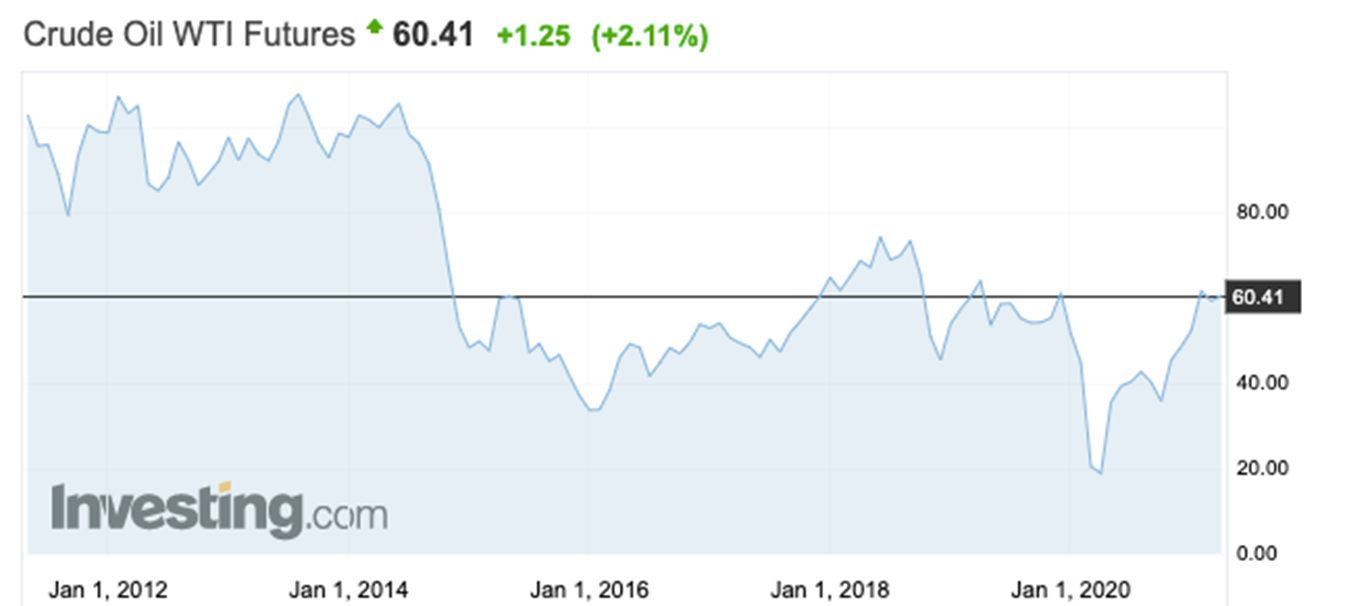 Crude Oil WTI Futures 60.41 +1.25 (+2.11%)
80.00
60.41
40.00
20.00
Investing.com
0.00
Jan 1, 2012 Jan 1, 2014 Jan 1, 2016 Jan 1, 2018 Jan 1, 2020